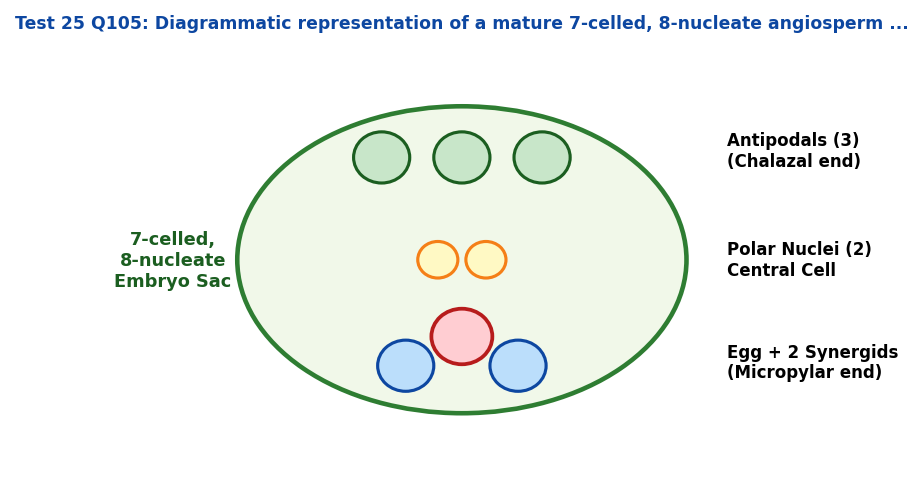 Test 25 Q105: Diagrammatic representation of a mature 7-celled, 8-nucleate angiosperm ...
Antipodals (3)
(Chalazal end)
7-celled,
8-nucleate
Embryo Sac
Polar Nuclei (2)
Central Cell
Egg + 2 Synergids
(Micropylar end)